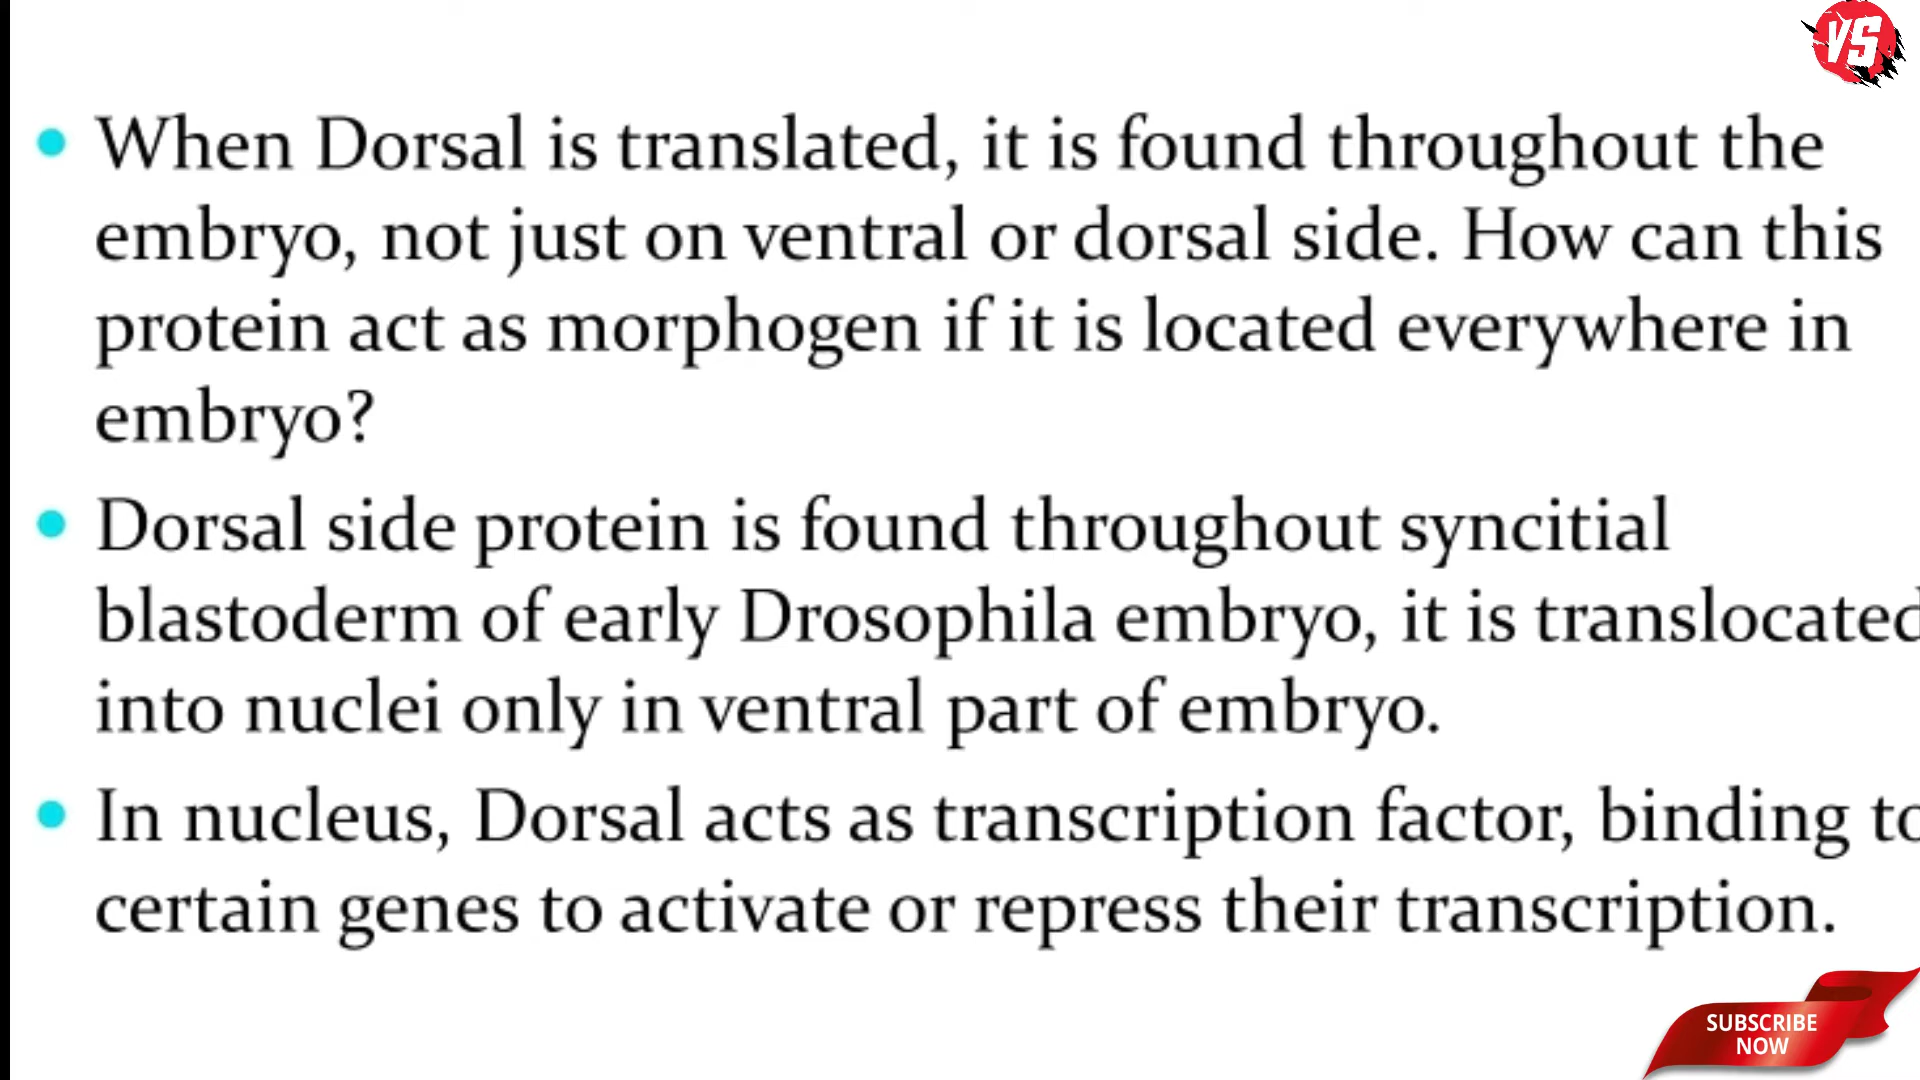 VS
When Dorsal is translated, it is found throughout the
embryo, not just on ventral or dorsal side. How can this
protein act as morphogen if it is located everywhere in
embryo?
Dorsal side protein is found throughout syncitial
blastoderm of early Drosophila embryo, it is translocated
into nuclei only in ventral part of embryo.
In nucleus, Dorsal acts as transcription factor, binding to
certain genes to activate or repress their transcription.
SUBSCRIBE
NOW